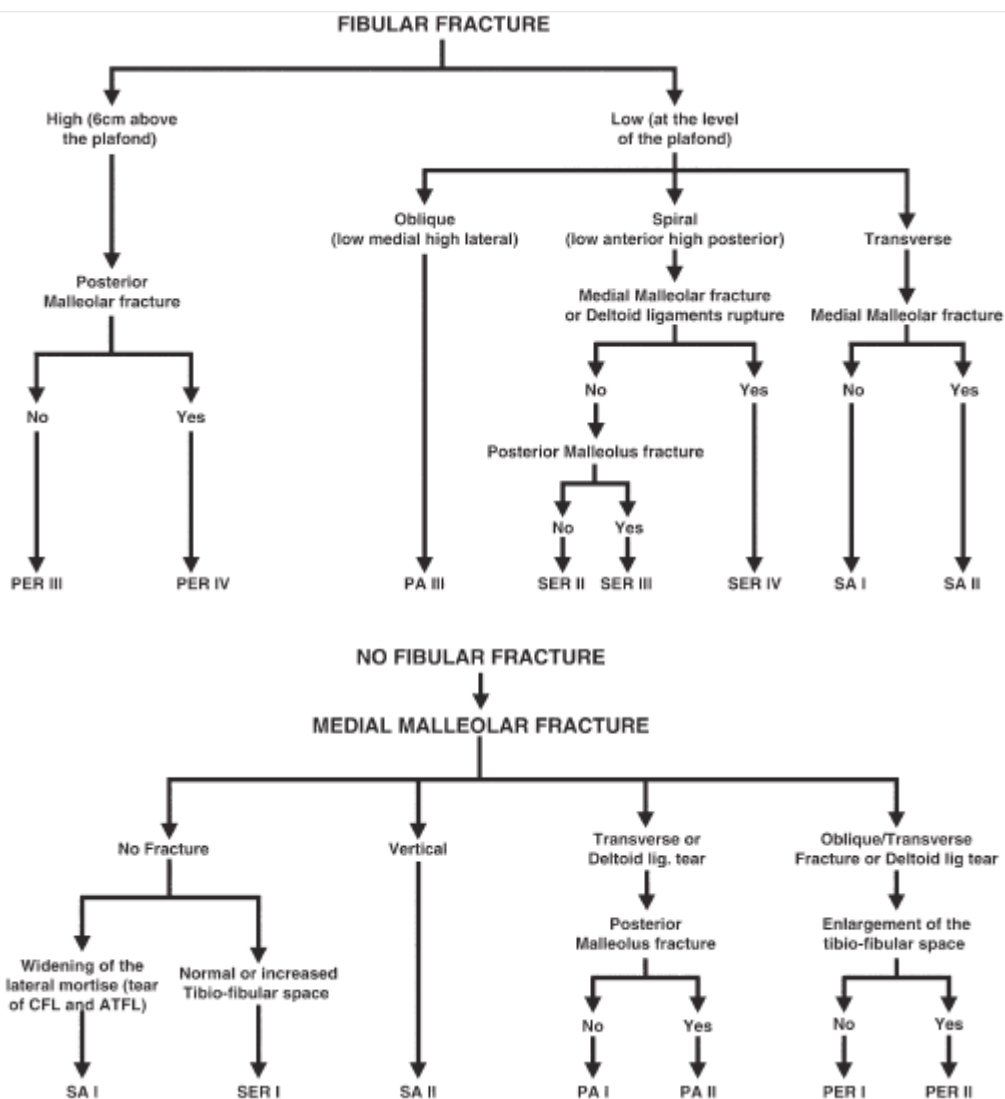 FIBULAR FRACTURE
High (6cm above
the plafond)
Low (at the level
of the plafond)
Oblique
(low medial high lateral)
Spiral
(low anterior high posterior)
Transverse
Posterior
Malleolar fracture
Medial Malleolar fracture
or Deltoid ligaments rupture
Medial Malleolar fracture
No
Yes
No
Yes
No
Yes
Posterior Malleolus fracture
No
Yes
PER III
PER IV
PA III
SER II
SER III
SER IV
SA I
SA II
NO FIBULAR FRACTURE
MEDIAL MALLEOLAR FRACTURE
No Fracture
Vertical
Transverse or
Deltoid lig. tear
Oblique/Transverse
Fracture or Deltoid lig tear
Posterior
Malleolus fracture
Enlargement of the
tibio-fibular space
Widening of the
lateral mortise (tear
of CFL and ATFL)
Normal or increased
Tibio-fibular space
No
Yes
No
Yes
SA I
SER I
SA II
PA I
PA II
PER I
PER II